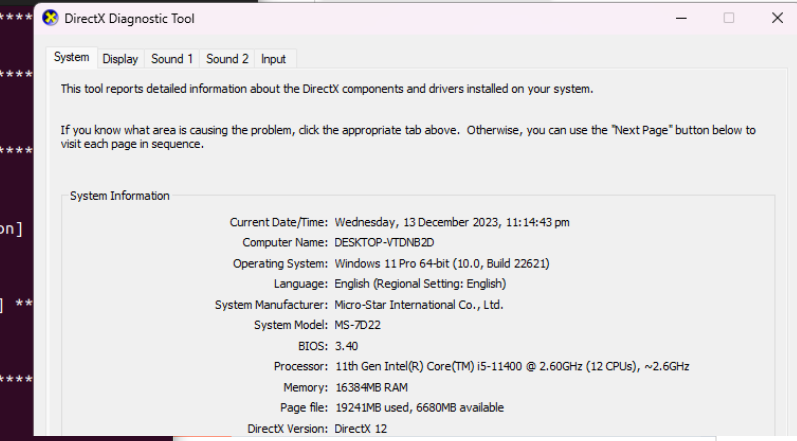 ****
DirectX Diagnostic Tool
System Display Sound 1 Sound 2 Input
****
This tool reports detailed information about the DirectX components and drivers installed on your system.
If you know what area is causing the problem, click the appropriate tab above.  Otherwise, you can use the "Next Page" button below to
visit each page in sequence.
****
System Information
Current Date/Time: Wednesday, 13 December 2023, 11:14:43 pm
on]
Computer Name: DESKTOP-VTDNB2D
Operating System: Windows 11 Pro 64-bit (10.0, Build 22621)
Language: English (Regional Setting: English)
] **
System Manufacturer: Micro-Star International Co., Ltd.
System Model: MS-7D22
BIOS: 3.40
Processor: 11th Gen Intel(R) Core(TM) i5-11400 @ 2.60GHz (12 CPUs), ~2.6GHz
****
Memory: 16384MB RAM
Page file: 19241MB used, 6680MB available
DirectX Version: DirectX 12